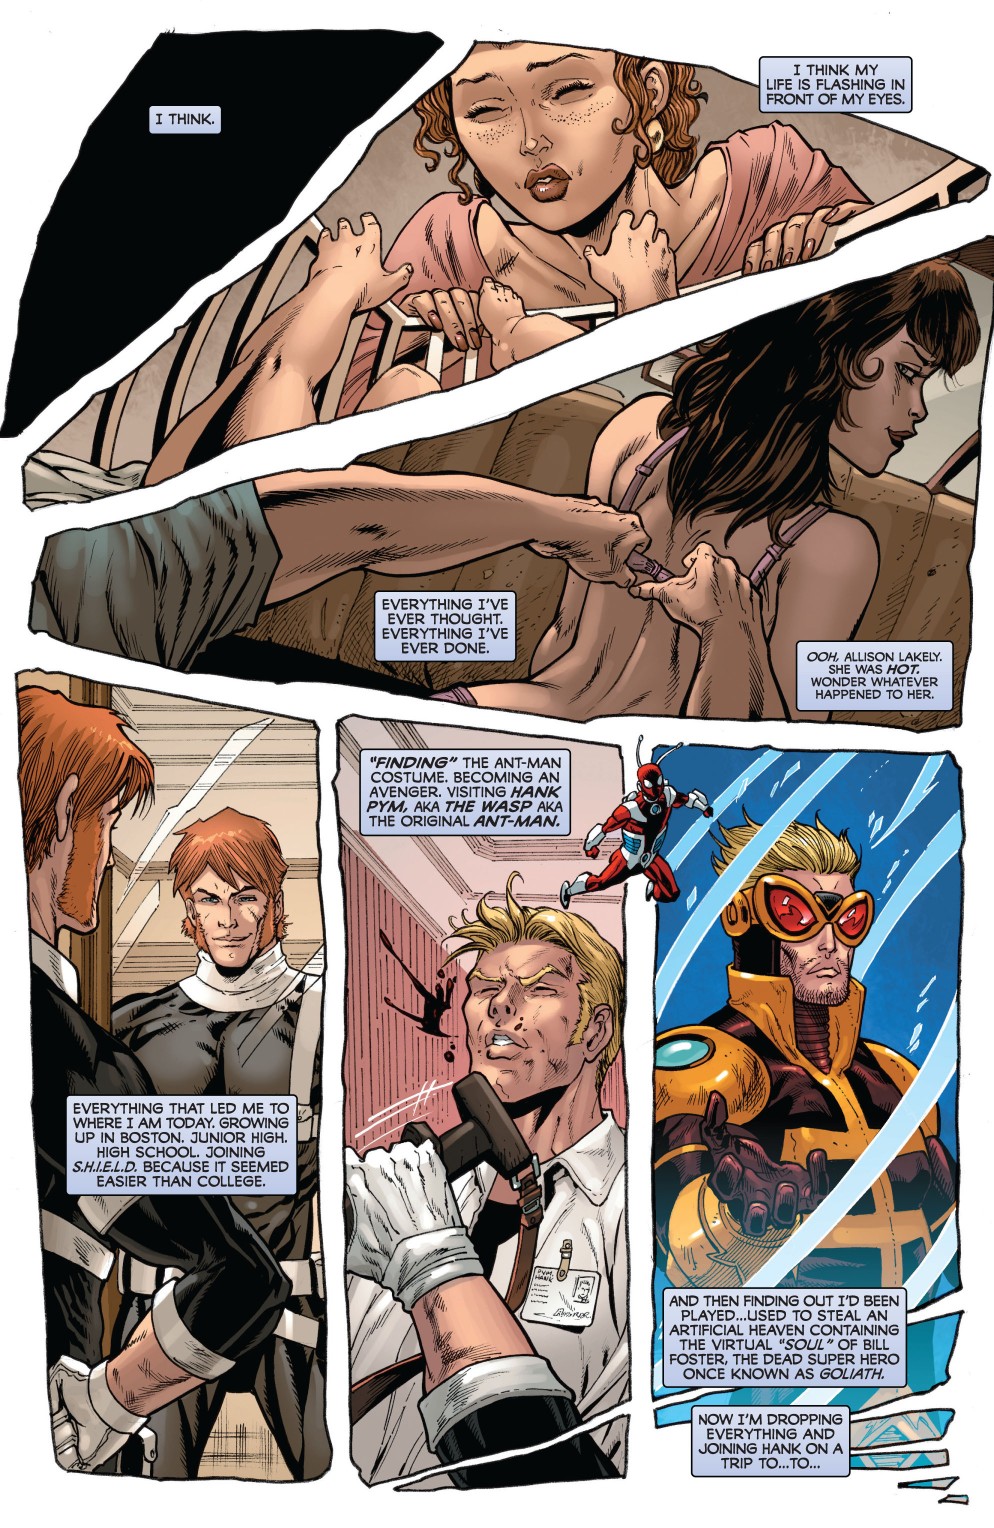 I THINK.
I THINK MY
LIFE IS FLASHING IN
FRONT OF MY EYES.
EVERYTHING I'VE
EVER THOUGHT.
EVERYTHING I'VE
EVER DONE.
OOH, ALLISON LAKELY.
SHE WAS HOT.
WONDER WHATEVER
HAPPENED TO HER.
EVERYTHING THAT LED ME TO
WHERE I AM TODAY. GROWING
UP IN BOSTON. JUNIOR HIGH.
HIGH SCHOOL. JOINING
S.H.I.E.L.D. BECAUSE IT SEEMED
EASIER THAN COLLEGE.
"FINDING" THE ANT-MAN
COSTUME. BECOMING AN
AVENGER. VISITING HANK
PYM, AKA THE WASP AKA
THE ORIGINAL ANT-MAN.
PYM,
HANK
AND THEN FINDING OUT I'D BEEN
PLAYED...USED TO STEAL AN
ARTIFICIAL HEAVEN CONTAINING
THE VIRTUAL "SOUL" OF BILL
FOSTER, THE DEAD SUPER HERO
ONCE KNOWN AS GOLIATH.
NOW I'M DROPPING
EVERYTHING AND
JOINING HANK ON A
TRIP TO...TO...